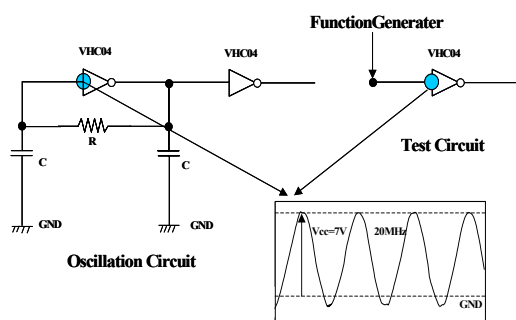 FunctionGenerater
VHC04
VHC04
VHC04
R
C
C
Test Circuit
GND
GND
Vcc=7V
20MHz
Oscillation Circuit
GND